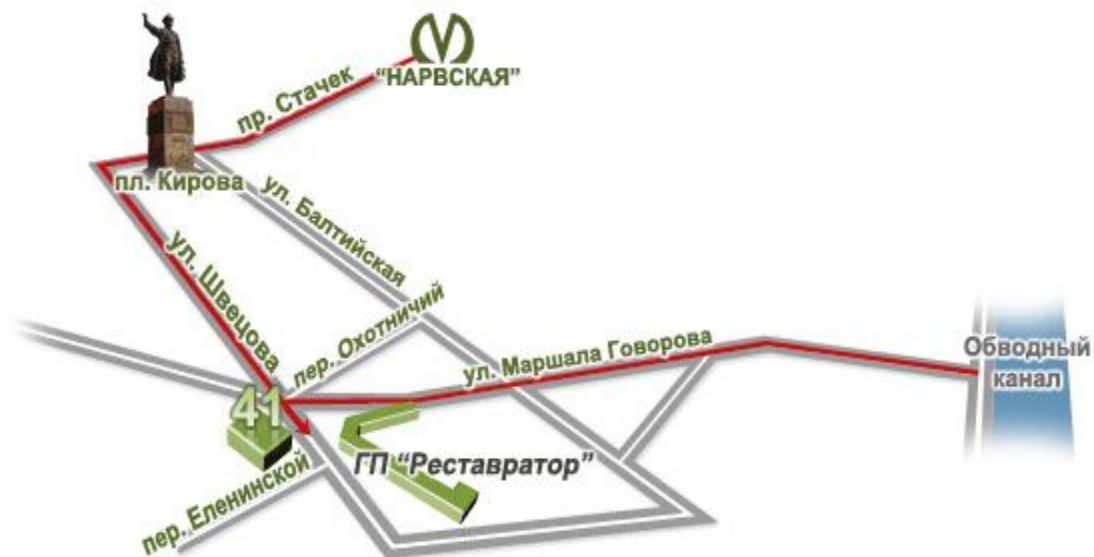 "НАРВСКАЯ"
пр. Стачек
пл. Кирова
ул. Балтийская
ул. Швецова
пер. Охотничий
ул. Маршала Говорова
Обводный
канал
41
ГП "Реставратор"
пер. Еленинской